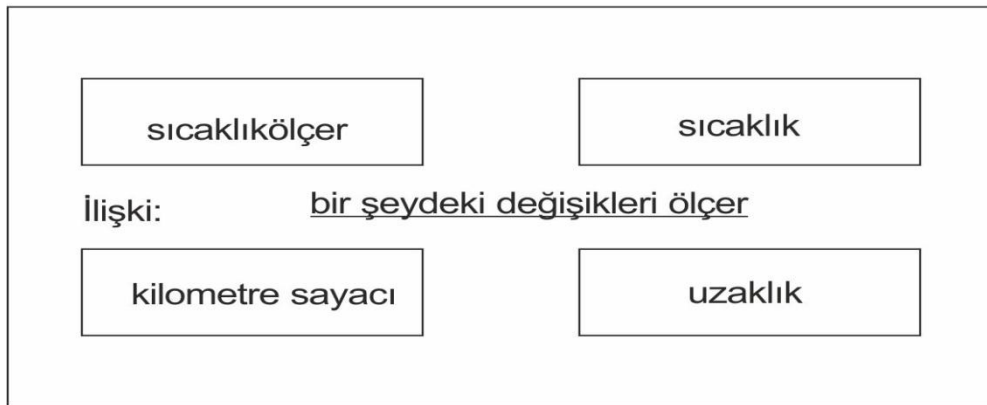 sıcaklıkölçer sıcaklık
İlişki: bir şeydeki değişikleri ölçer
kilometre sayacı uzaklık